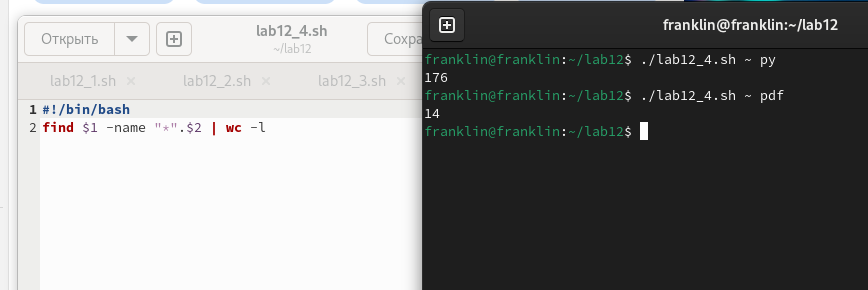 Открыть
lab12_4.sh
~/lab12
lab12_1.sh
lab12_2.sh
lab12_3.sh
1 #!/bin/bash
2 find $1 -name "*".$2 | wc -l
franklin@franklin:~/lab12
franklin@franklin:~/lab12$ ./lab12_4.sh ~ py
176
franklin@franklin:~/lab12$ ./lab12_4.sh ~ pdf
14
franklin@franklin:~/lab12$